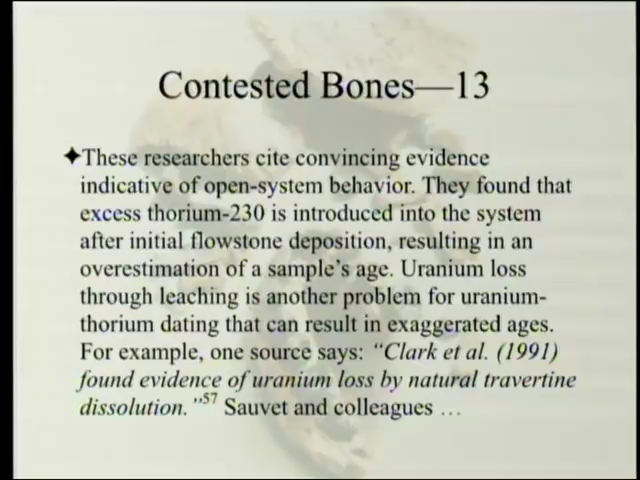 Contested Bones—13
✦These researchers cite convincing evidence
indicative of open-system behavior. They found that
excess thorium-230 is introduced into the system
after initial flowstone deposition, resulting in an
overestimation of a sample's age. Uranium loss
through leaching is another problem for uranium-
thorium dating that can result in exaggerated ages.
For example, one source says: "Clark et al. (1991)
found evidence of uranium loss by natural travertine
dissolution."57 Sauvet and colleagues …